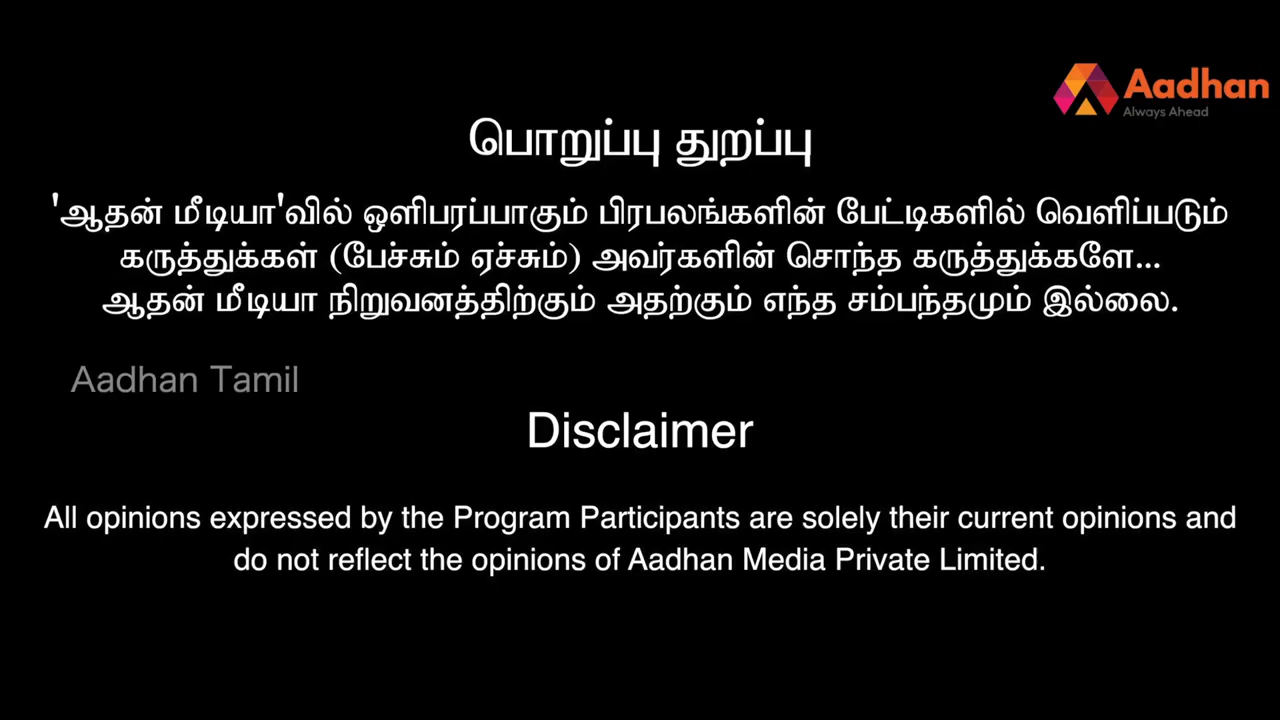 Aadhan
Always Ahead
பொறுப்பு துறப்பு
'ஆதன் மீடியா'வில் ஒளிபரப்பாகும் பிரபலங்களின் பேட்டிகளில் வெளிப்படும்
கருத்துக்கள் (பேச்சும் ஏச்சும்) அவர்களின் சொந்த கருத்துக்களே...
ஆதன் மீடியா நிறுவனத்திற்கும் அதற்கும் எந்த சம்பந்தமும் இல்லை.
Aadhan Tamil
Disclaimer
All opinions expressed by the Program Participants are solely their current opinions and
do not reflect the opinions of Aadhan Media Private Limited.